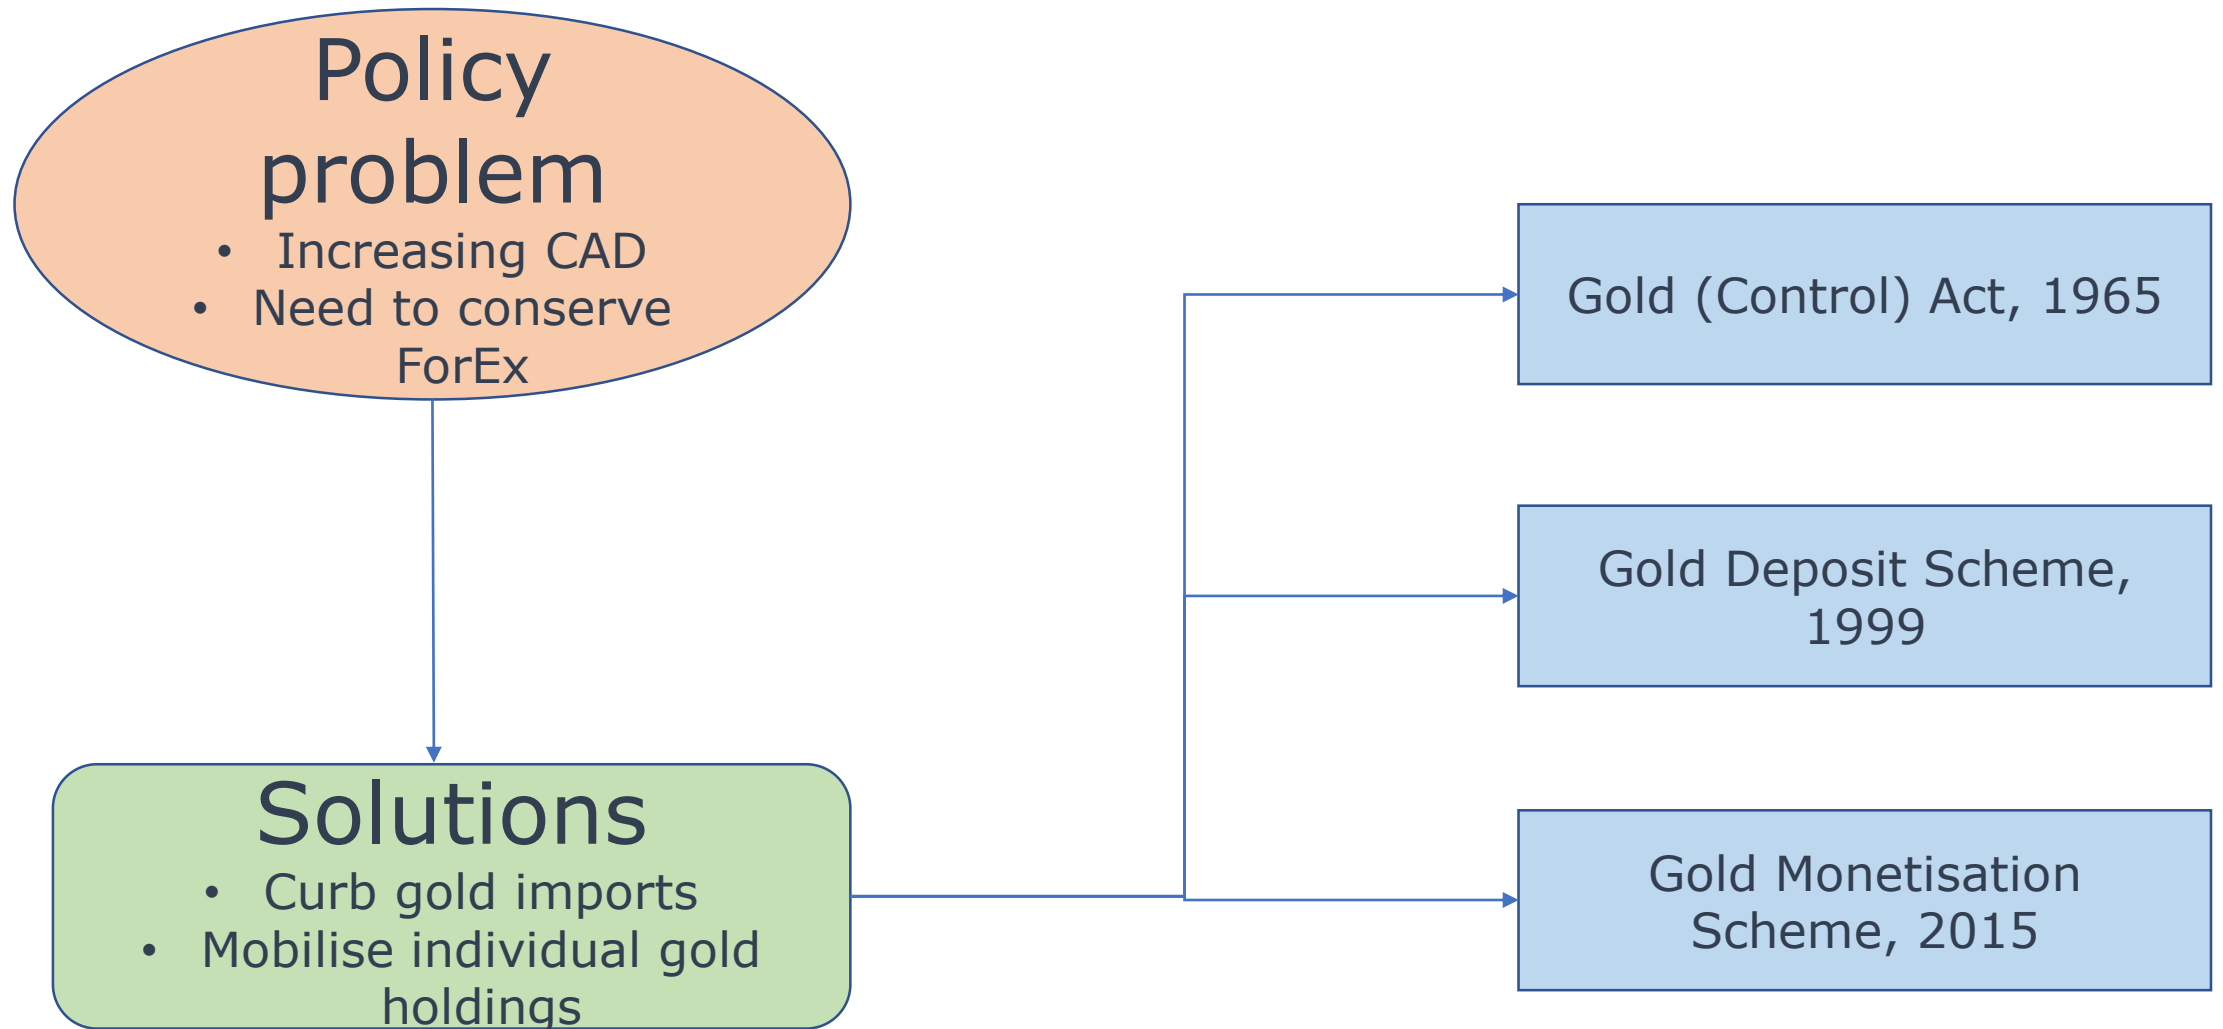 Policy
problem
• Increasing CAD
• Need to conserve
ForEx
Solutions
• Curb gold imports
• Mobilise individual gold
holdings
Gold (Control) Act, 1965
Gold Deposit Scheme,
1999
Gold Monetisation
Scheme, 2015